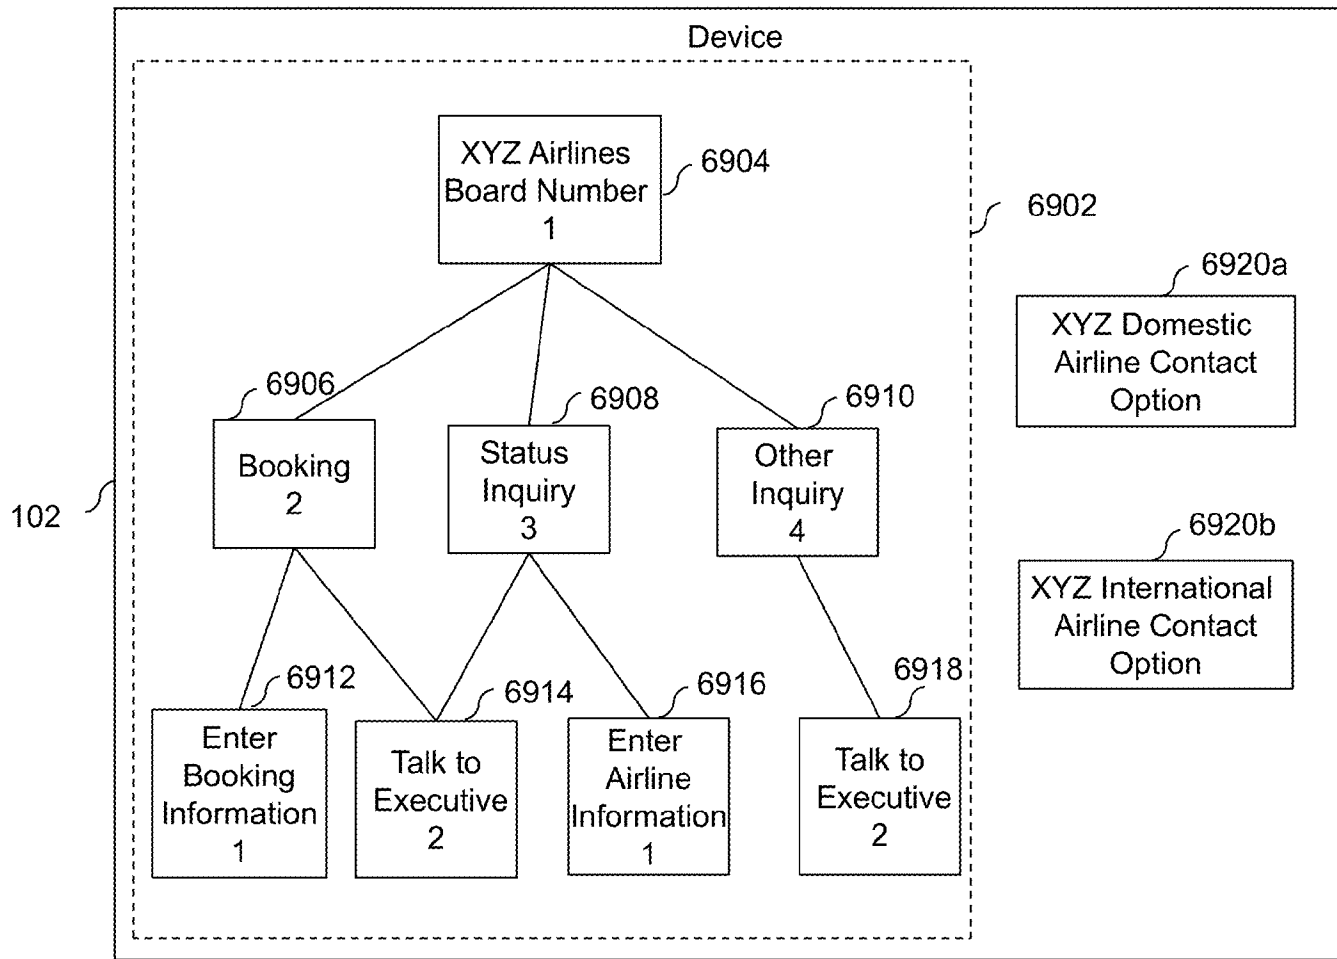 Device
XYZ Airlines
Board Number
1
6904
6902
6920a
XYZ Domestic
Airline Contact
Option
6906
Booking
2
6908
Status
Inquiry
3
6910
Other
Inquiry
4
102
6920b
XYZ International
Airline Contact
Option
6912
Enter
Booking
Information
1
6914
Talk to
Executive
2
6916
Enter
Airline
Information
1
6918
Talk to
Executive
2